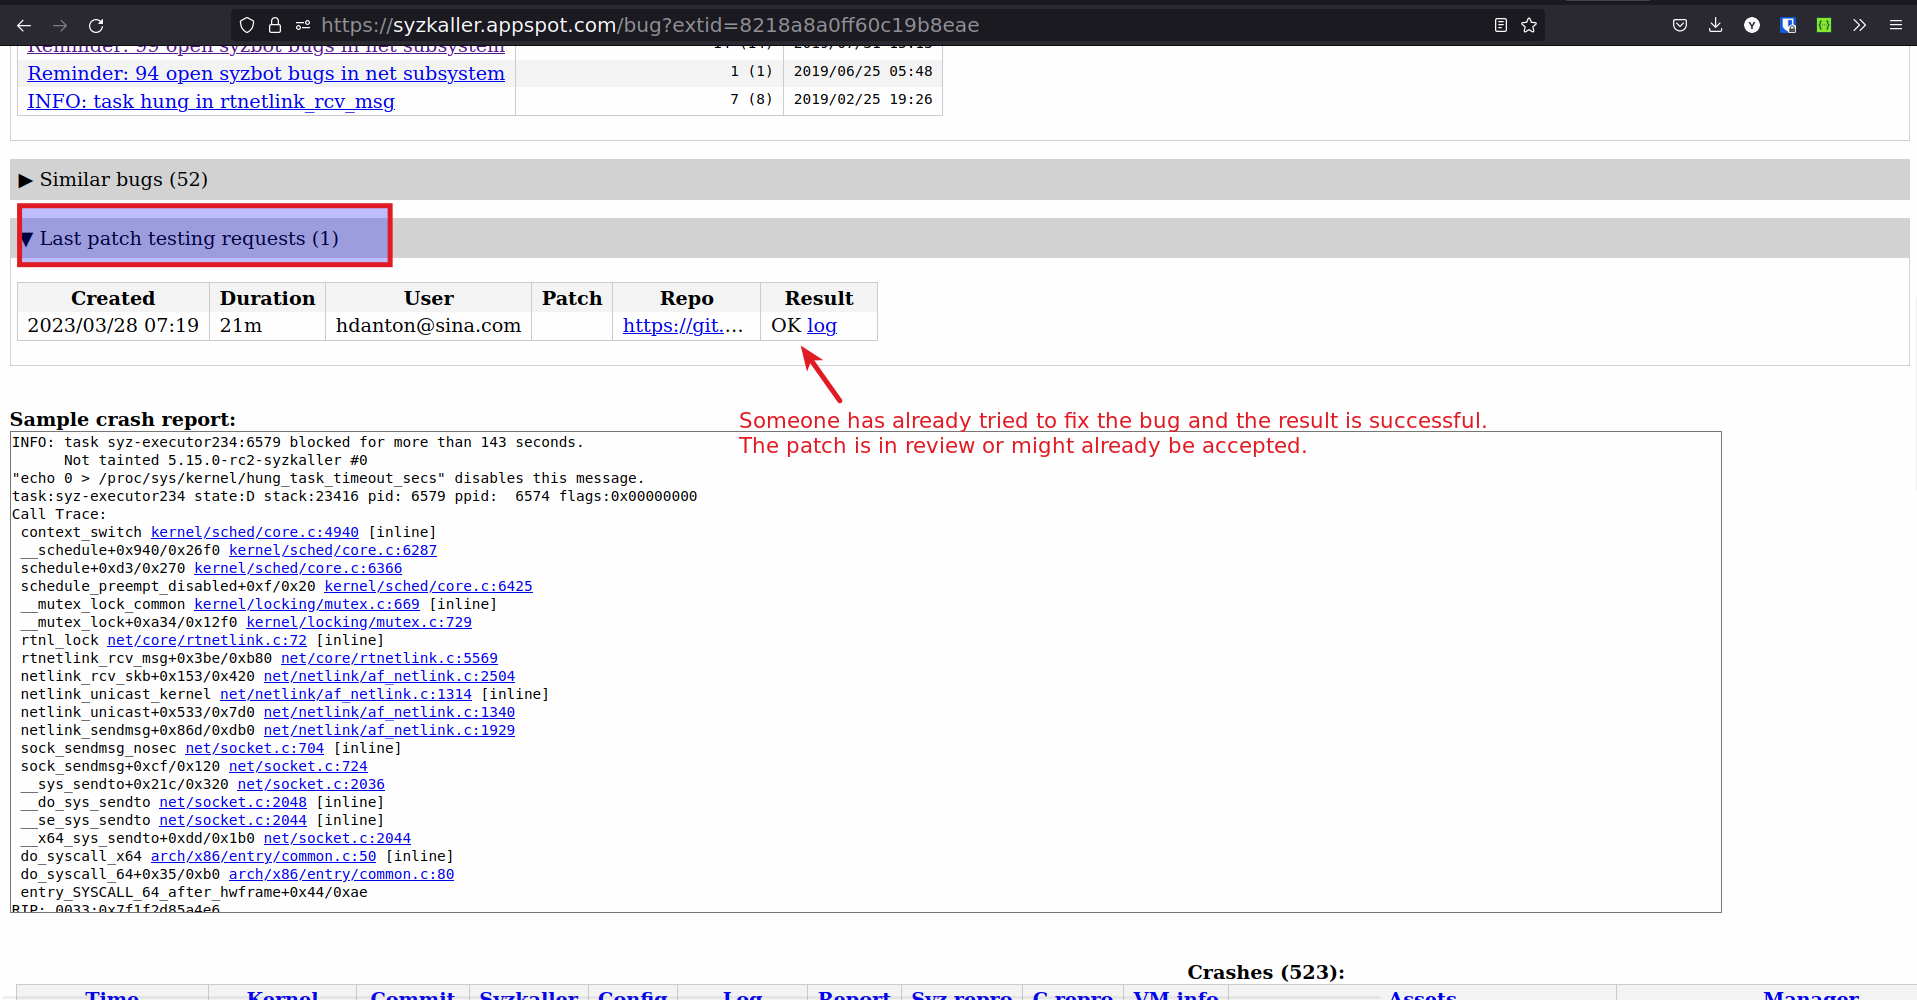 https://syzkaller.appspot.com/bug?extid=8218a8a0ff60c19b8eae
Reminder: 99 open syzbot bugs in net subsystem 14 (14) 2019/07/31 15:13
Reminder: 94 open syzbot bugs in net subsystem 1 (1) 2019/06/25 05:48
INFO: task hung in rtnetlink_rcv_msg 7 (8) 2019/02/25 19:26
▶ Similar bugs (52)
▼ Last patch testing requests (1)
Created Duration User Patch Repo Result
2023/03/28 07:19 21m hdanton@sina.com https://git.… OK log
Someone has already tried to fix the bug and the result is successful.
The patch is in review or might already be accepted.
Sample crash report:
INFO: task syz-executor234:6579 blocked for more than 143 seconds.
Not tainted 5.15.0-rc2-syzkaller #0
"echo 0 > /proc/sys/kernel/hung_task_timeout_secs" disables this message.
task:syz-executor234 state:D stack:23416 pid: 6579 ppid:  6574 flags:0x00000000
Call Trace:
context_switch kernel/sched/core.c:4940 [inline]
__schedule+0x940/0x26f0 kernel/sched/core.c:6287
schedule+0xd3/0x270 kernel/sched/core.c:6366
schedule_preempt_disabled+0xf/0x20 kernel/sched/core.c:6425
__mutex_lock_common kernel/locking/mutex.c:669 [inline]
__mutex_lock+0xa34/0x12f0 kernel/locking/mutex.c:729
rtnl_lock net/core/rtnetlink.c:72 [inline]
rtnetlink_rcv_msg+0x3be/0xb80 net/core/rtnetlink.c:5569
netlink_rcv_skb+0x153/0x420 net/netlink/af_netlink.c:2504
netlink_unicast_kernel net/netlink/af_netlink.c:1314 [inline]
netlink_unicast+0x533/0x7d0 net/netlink/af_netlink.c:1340
netlink_sendmsg+0x86d/0xdb0 net/netlink/af_netlink.c:1929
sock_sendmsg_nosec net/socket.c:704 [inline]
sock_sendmsg+0xcf/0x120 net/socket.c:724
__sys_sendto+0x21c/0x320 net/socket.c:2036
__do_sys_sendto net/socket.c:2048 [inline]
__se_sys_sendto net/socket.c:2044 [inline]
__x64_sys_sendto+0xdd/0x1b0 net/socket.c:2044
do_syscall_x64 arch/x86/entry/common.c:50 [inline]
do_syscall_64+0x35/0xb0 arch/x86/entry/common.c:80
entry_SYSCALL_64_after_hwframe+0x44/0xae
RIP: 0033:0x7f1f2d85a4e6
Crashes (523):
Time Kernel Commit Syzkaller Config Log Report Syz repro C repro VM info Assets Manager